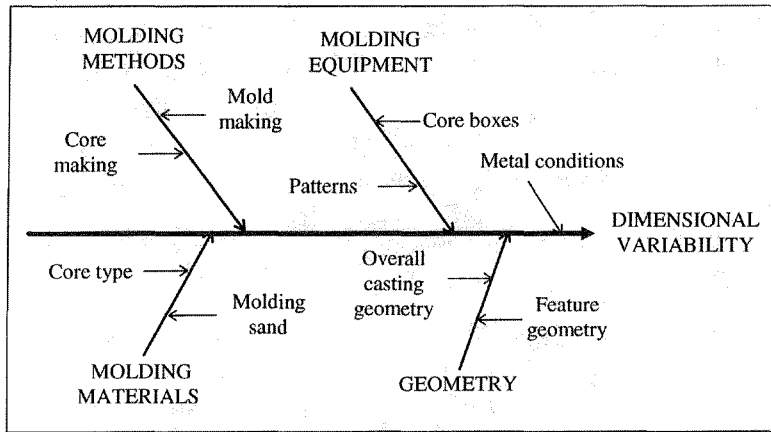 MOLDING
METHODS
Mold
making
Core
making
MOLDING
EQUIPMENT
Core boxes
Patterns
Metal conditions
DIMENSIONAL
VARIABILITY
Core type
Molding
sand
MOLDING
MATERIALS
Overall
casting
geometry
Feature
geometry
GEOMETRY